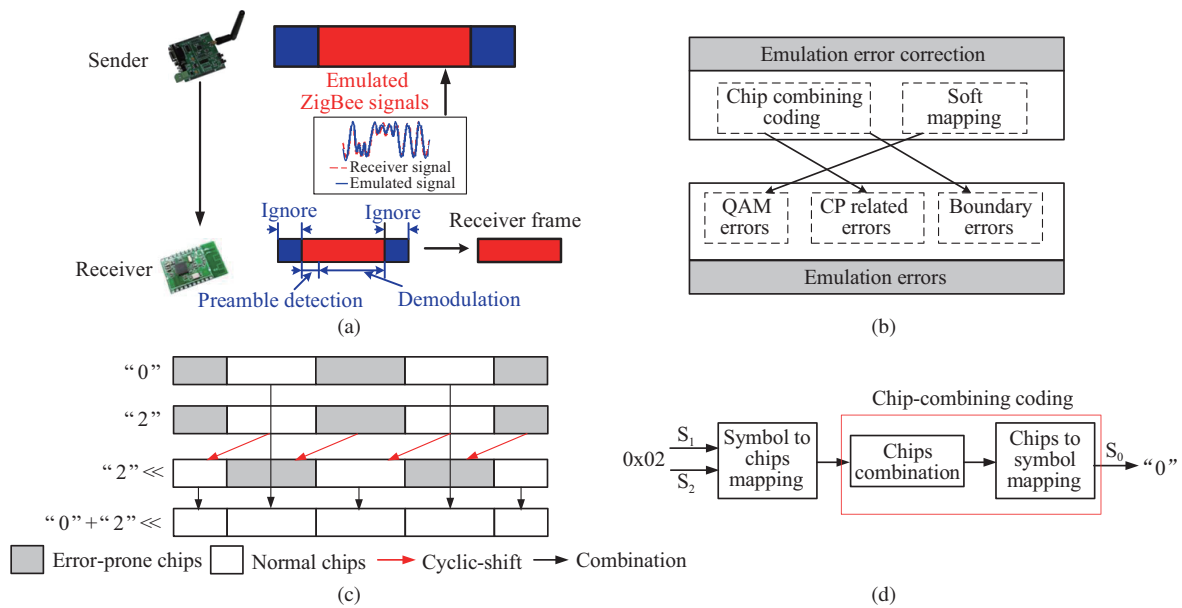 Sender
Emulated
ZigBee signals
Receiver signal
Emulated signal
Ignore
Ignore
Receiver frame
Receiver
Preamble detection
Demodulation
(a)
Emulation error correction
Chip combining
coding
Soft
mapping
QAM
errors
CP related
errors
Boundary
errors
Emulation errors
(b)
“0”
“2”
“2”≪
“0”+“2”≪
Error-prone chips
Normal chips
Cyclic-shift
Combination
(c)
Chip-combining coding
0x02
S1
S2
Symbol to
chips
mapping
Chips
combination
Chips to
symbol
mapping
S0
“0”
(d)